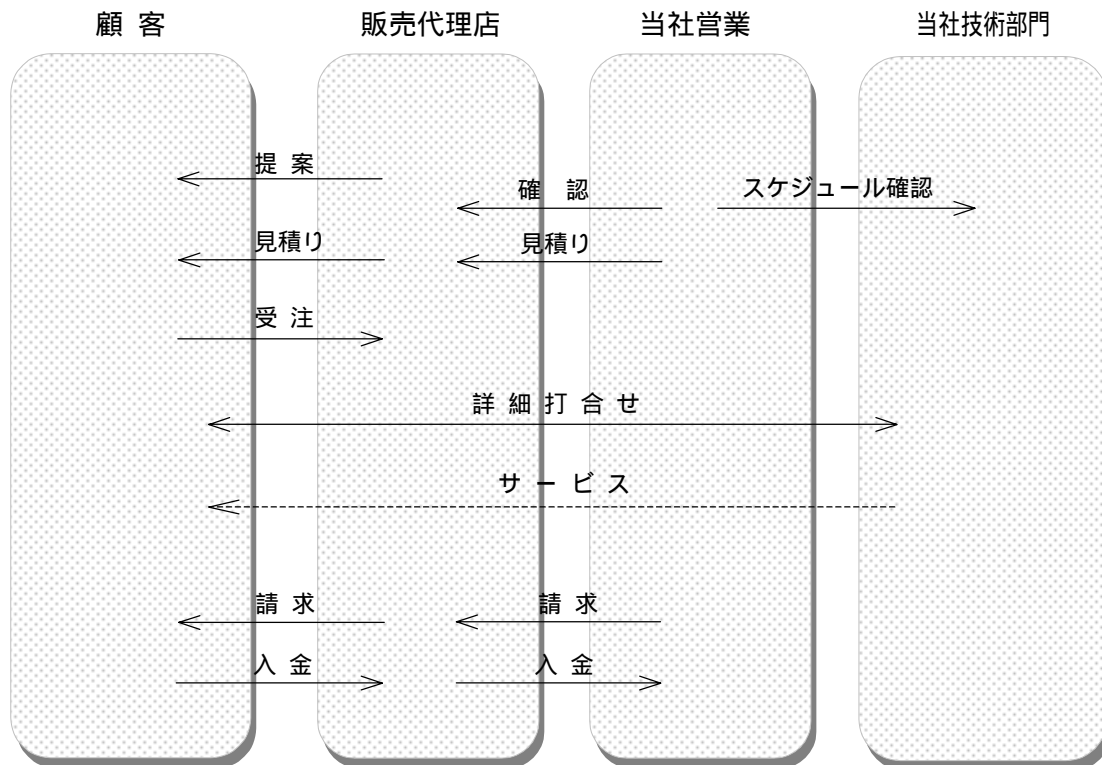 顧 客
販売代理店
当社営業
当社技術部門
提 案
確 認
スケジュール確認
見積り
見積り
受 注
詳 細 打 合 せ
サ ー ビ ス
請 求
請 求
入 金
入 金